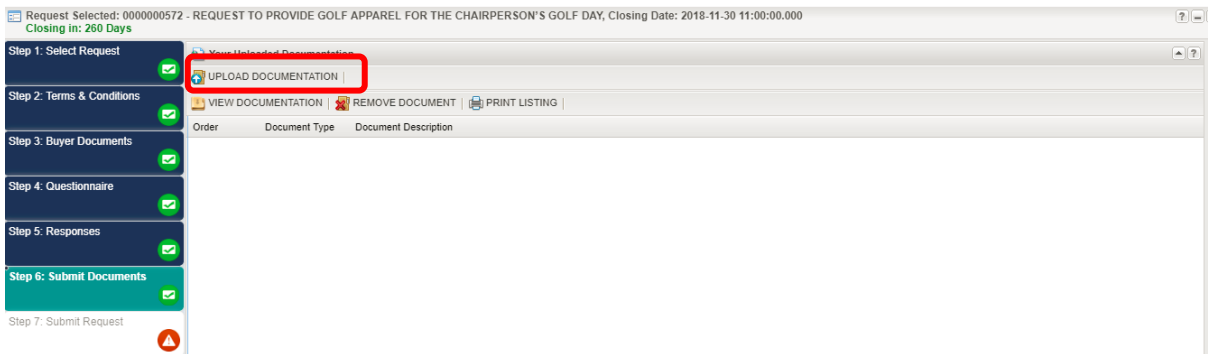 Request Selected: 0000000572 - REQUEST TO PROVIDE GOLF APPAREL FOR THE CHAIRPERSON'S GOLF DAY, Closing Date: 2018-11-30 11:00:00.000
Closing in: 260 Days
Step 1: Select Request
Step 2: Terms & Conditions
Step 3: Buyer Documents
Step 4: Questionnaire
Step 5: Responses
Step 6: Submit Documents
Step 7: Submit Request
Your Uploaded Documentation
UPLOAD DOCUMENTATION |
VIEW DOCUMENTATION | REMOVE DOCUMENT | PRINT LISTING |
Order Document Type Document Description